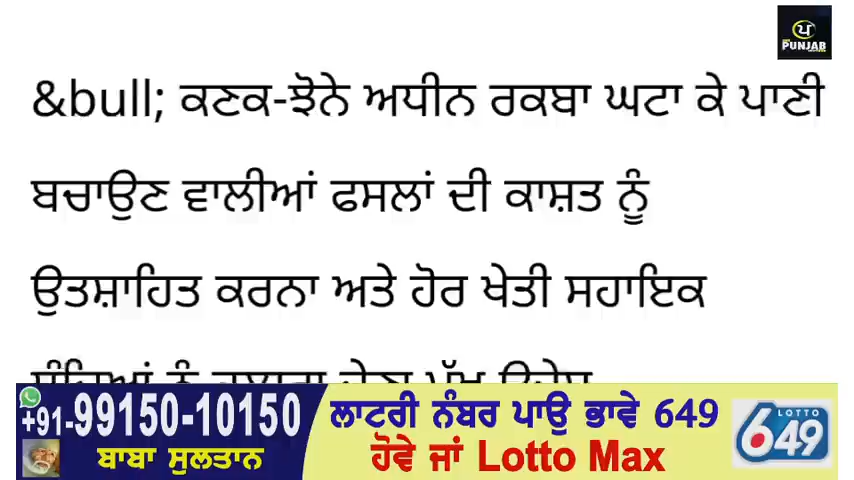 ਪ
PUNJAB
&bull; ਕਣਕ-ਝੋਨੇ ਅਧੀਨ ਰਕਬਾ ਘਟਾ ਕੇ ਪਾਣੀ
ਬਚਾਉਣ ਵਾਲੀਆਂ ਫਸਲਾਂ ਦੀ ਕਾਸ਼ਤ ਨੂੰ
ਉਤਸ਼ਾਹਿਤ ਕਰਨਾ ਅਤੇ ਹੋਰ ਖੇਤੀ ਸਹਾਇਕ
+91-99150-10150
ਬਾਬਾ ਸੁਲਤਾਨ
ਲਾਟਰੀ ਨੰਬਰ ਪਾਉ ਭਾਵੇ 649
ਹੋਵੇ ਜਾਂ Lotto Max
LOTTO
649